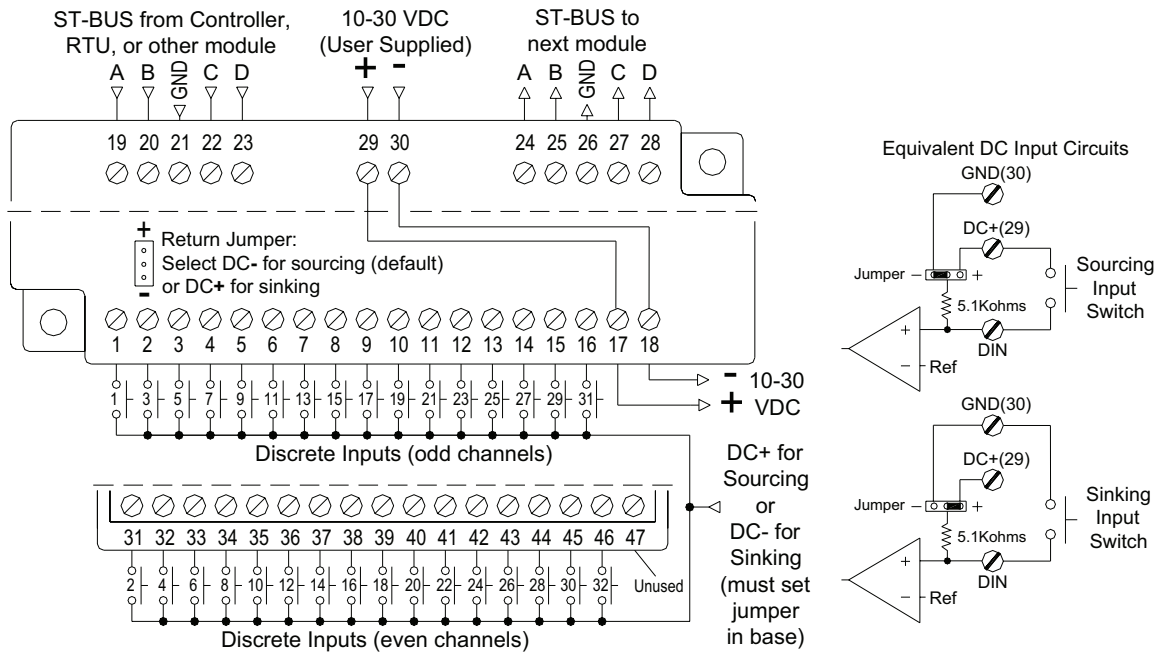 ST-BUS from Controller,
RTU, or other module
10-30 VDC
(User Supplied)
ST-BUS to
next module
A B GND C D
+ -
A B GND C D
19 20 21 22 23 29 30 24 25 26 27 28
+
Return Jumper:
Select DC- for sourcing (default)
or DC+ for sinking
-
1 2 3 4 5 6 7 8 9 10 11 12 13 14 15 16 17 18
1 3 5 7 9 11 13 15 17 19 21 23 25 27 29 31
- 10-30
+ VDC
Discrete Inputs (odd channels)
DC+ for
Sourcing
or
DC- for
Sinking
(must set
jumper
in base)
31 32 33 34 35 36 37 38 39 40 41 42 43 44 45 46 47
2 4 6 8 10 12 14 16 18 20 22 24 26 28 30 32
Unused
Discrete Inputs (even channels)
Equivalent DC Input Circuits
GND(30)
DC+(29)
Jumper - +
5.1Kohms
+
- Ref
DIN
Sourcing
Input
Switch
GND(30)
DC+(29)
Jumper - +
5.1Kohms
+
- Ref
DIN
Sinking
Input
Switch